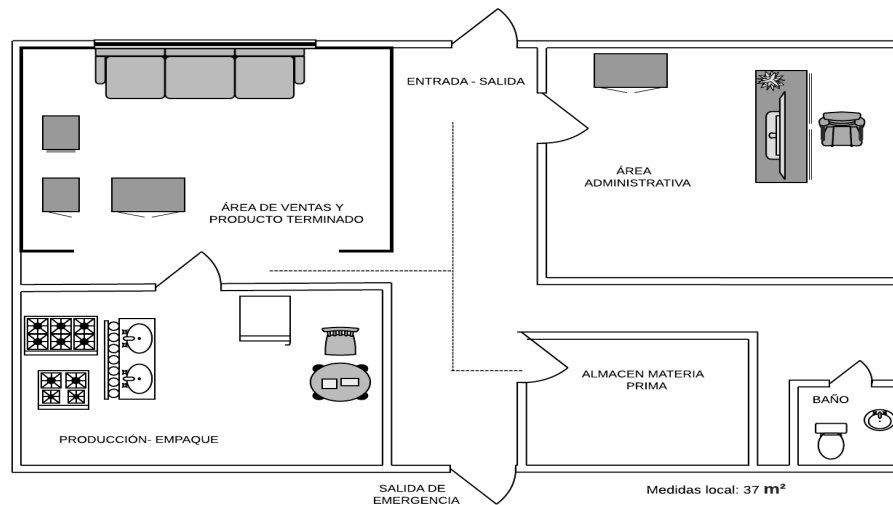 ENTRADA - SALIDA
ÁREA
ADMINISTRATIVA
ÁREA DE VENTAS Y
PRODUCTO TERMINADO
ALMACEN MATERIA
PRIMA
BAÑO
PRODUCCIÓN- EMPAQUE
SALIDA DE
EMERGENCIA
Medidas local: 37 m²